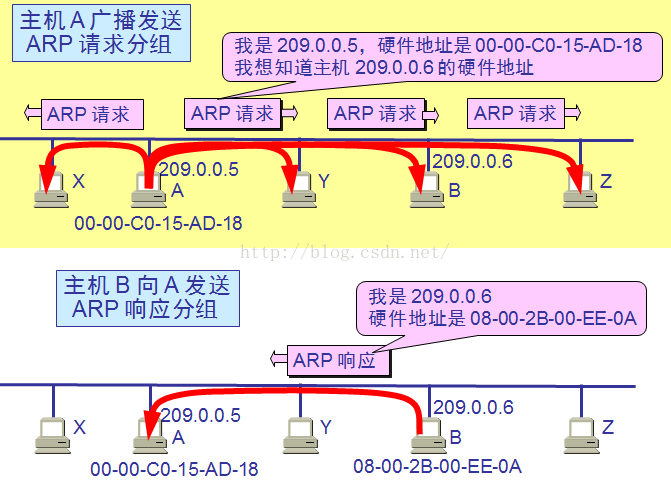 主机 A 广播发送
ARP 请求分组
我是 209.0.0.5，硬件地址是 00-00-C0-15-AD-18
我想知道主机 209.0.0.6 的硬件地址
ARP 请求
ARP 请求
ARP 请求
ARP 请求
209.0.0.5
209.0.0.6
X
A
Y
B
Z
00-00-C0-15-AD-18
http://blog.csdn.net/
主机 B 向 A 发送
ARP 响应分组
我是 209.0.0.6
硬件地址是 08-00-2B-00-EE-0A
ARP 响应
209.0.0.5
209.0.0.6
X
A
Y
B
Z
00-00-C0-15-AD-18
08-00-2B-00-EE-0A